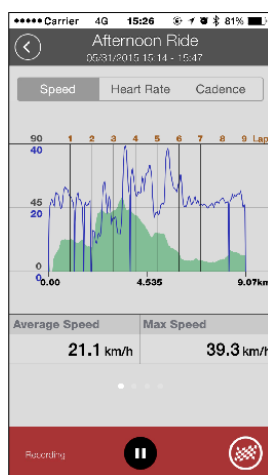 Carrier 4G 15:26 81%
Afternoon Ride
05/31/2015 15:14 - 15:47
Speed Heart Rate Cadence
90 1 2 3 4 5 6 7 8 9 Lap
40
45
20
0
0
0.00 4.535 9.07km
Average Speed Max Speed
21.1 km/h 39.3 km/h
Recording